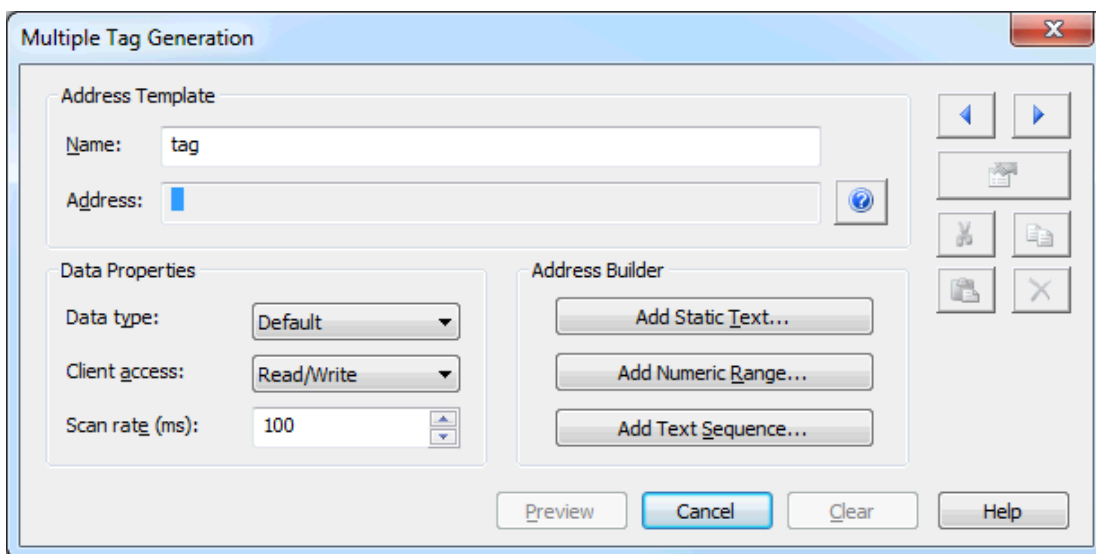 Multiple Tag Generation
Address Template
Name: tag
Address:
Data Properties
Data type: Default
Client access: Read/Write
Scan rate (ms): 100
Address Builder
Add Static Text...
Add Numeric Range...
Add Text Sequence...
Preview Cancel Clear Help